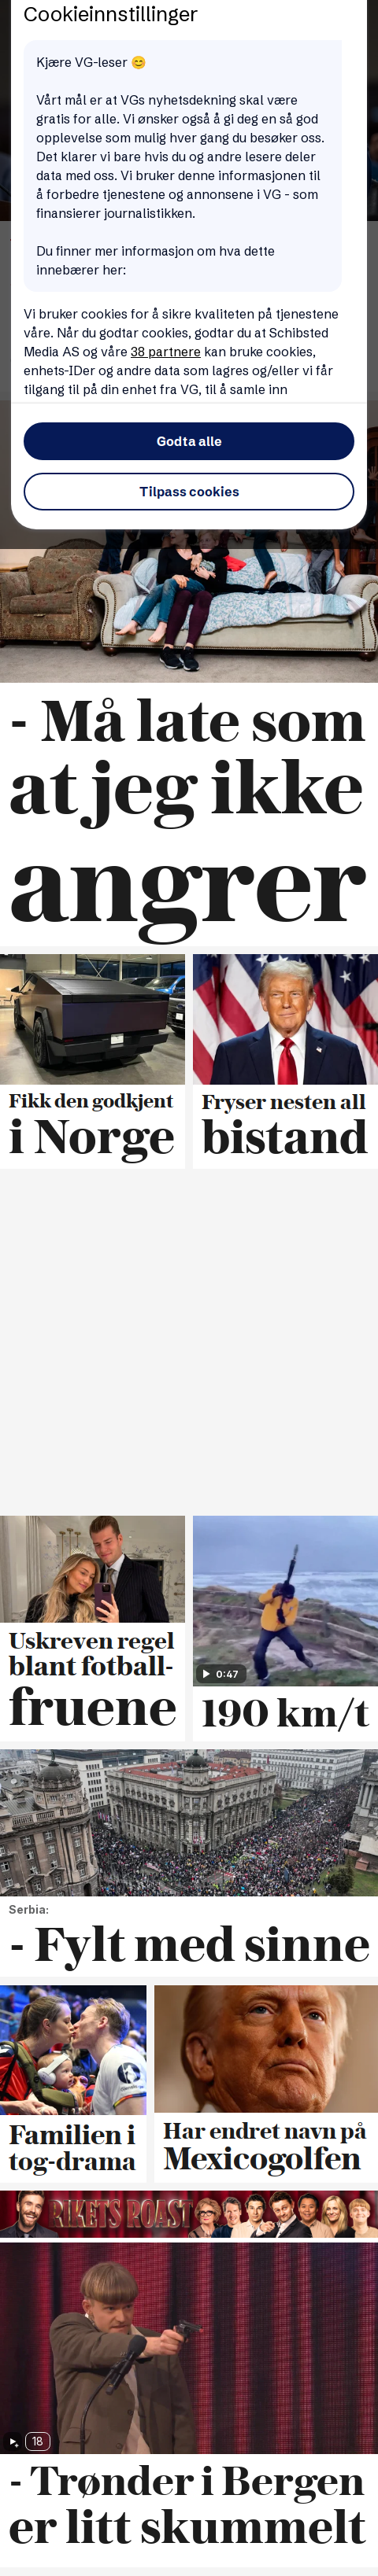 Cookieinnstillinger
Kjære VG-leser 😊
Vårt mål er at VGs nyhetsdekning skal være
gratis for alle. Vi ønsker også å gi deg en så god
opplevelse som mulig hver gang du besøker oss.
Det klarer vi bare hvis du og andre lesere deler
data med oss. Vi bruker denne informasjonen til
å forbedre tjenestene og annonsene i VG - som
finansierer journalistikken.
Du finner mer informasjon om hva dette
innebærer her:
Vi bruker cookies for å sikre kvaliteten på tjenestene
våre. Når du godtar cookies, godtar du at Schibsted
Media AS og våre 38 partnere kan bruke cookies,
enhets-IDer og andre data som lagres og/eller vi får
tilgang til på din enhet fra VG, til å samle inn
Godta alle
Tilpass cookies
- Må late som
at jeg ikke
angrer
Fikk den godkjent
i Norge
Fryser nesten all
bistand
Uskreven regel
blant fotball-
fruene
0:47
190 km/t
Serbia:
- Fylt med sinne
Familien i
tog-drama
Har endret navn på
Mexicogolfen
RIKETS ROAST
18
- Trønder i Bergen
er litt skummelt